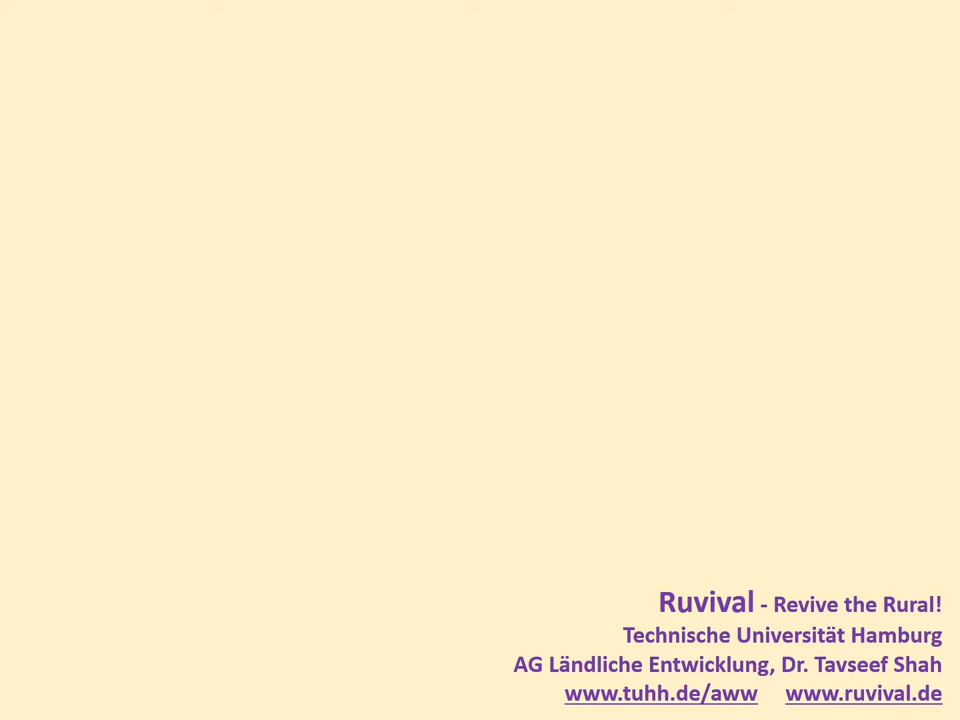 Ruvival - Revive the Rural!
Technische Universität Hamburg
AG Ländliche Entwicklung, Dr. Tavseef Shah
www.tuhh.de/aww www.ruvival.de